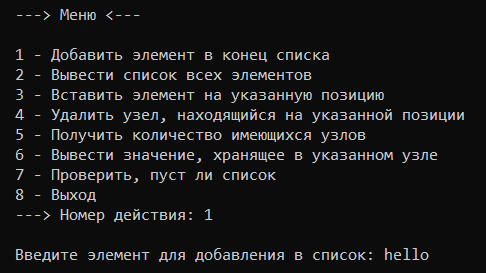 ---> Меню <---
1 - Добавить элемент в конец списка
2 - Вывести список всех элементов
3 - Вставить элемент на указанную позицию
4 - Удалить узел, находящийся на указанной позиции
5 - Получить количество имеющихся узлов
6 - Вывести значение, хранящее в указанном узле
7 - Проверить, пуст ли список
8 - Выход
---> Номер действия: 1
Введите элемент для добавления в список: hello